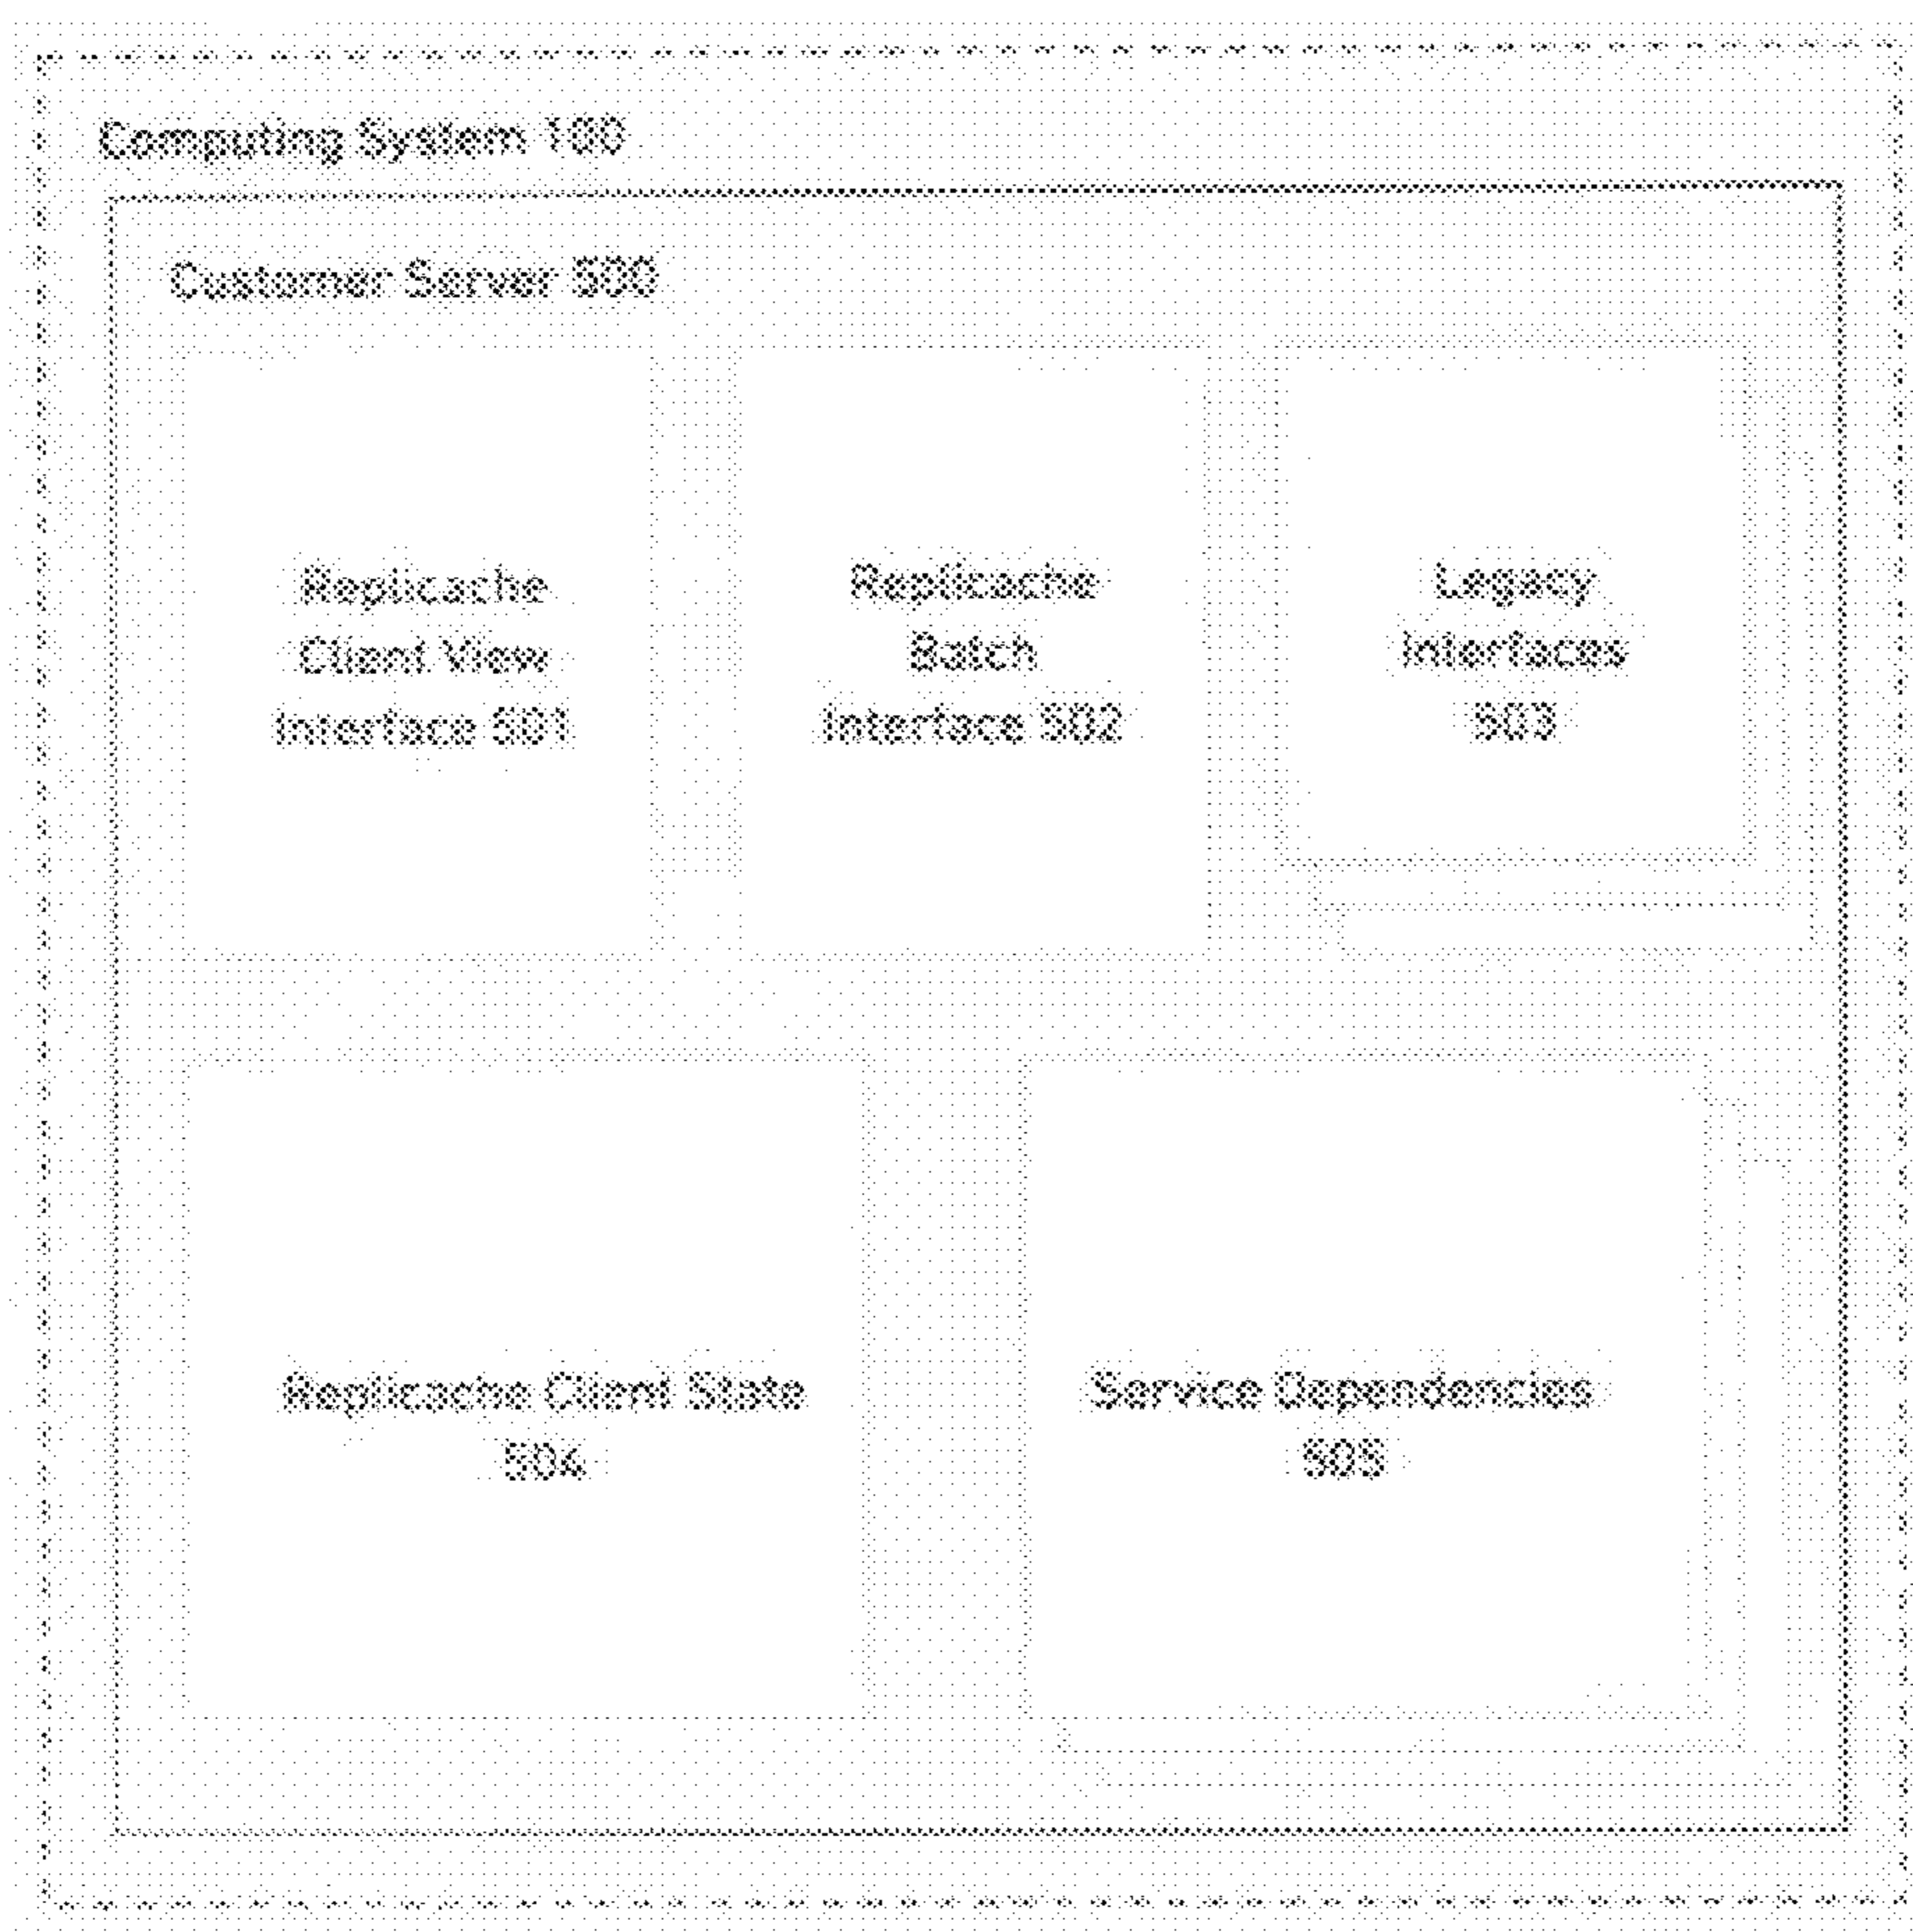 Computing System 100
Customer Server 500
Replicache
Client View
Interface 501
Replicache
Batch
Interface 502
Legacy
Interfaces
503
Replicache Client State
504
Service Dependencies
505